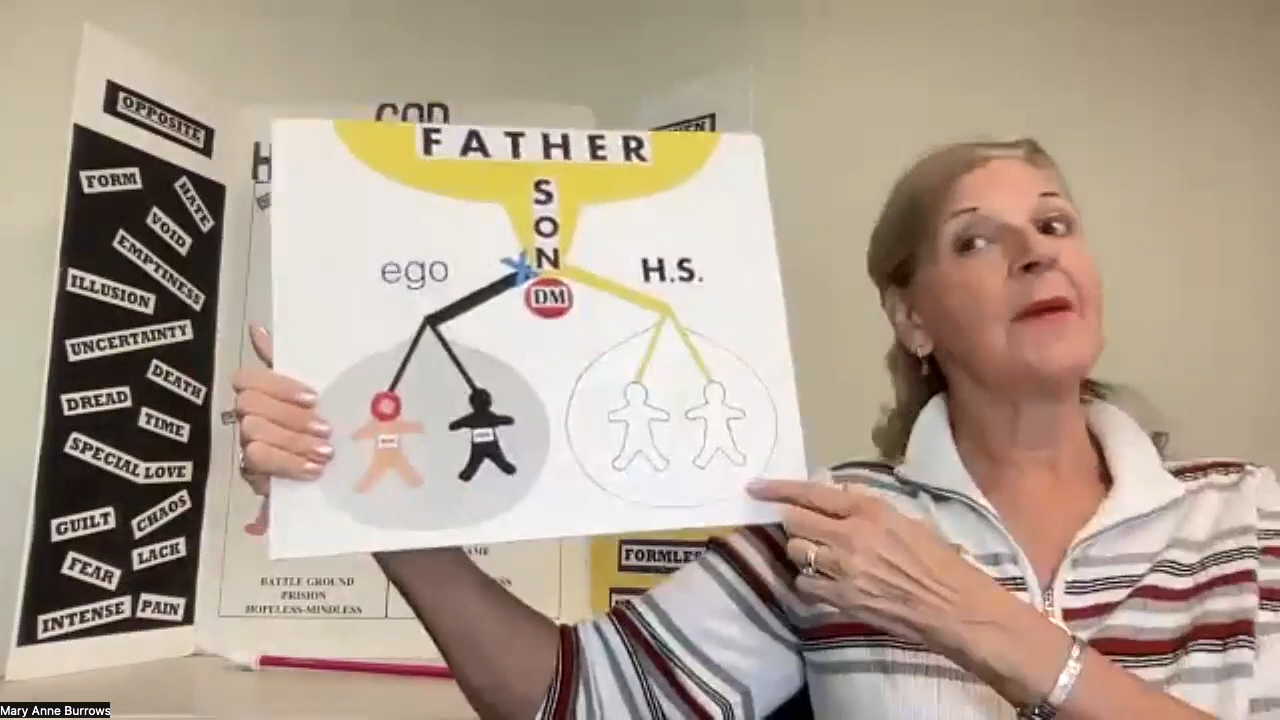 OPPOSITE
FORM
HATE
VOID
EMPTINESS
ILLUSION
UNCERTAINTY
DEATH
DREAD
TIME
SPECIAL LOVE
GUILT
CHAOS
LACK
FEAR
INTENSE PAIN
GOD
FATHER
SON
ego
H.S.
DM
BATTLE GROUND
PRISION
HOPELESS-MINDLESS
Mary Anne Burrows